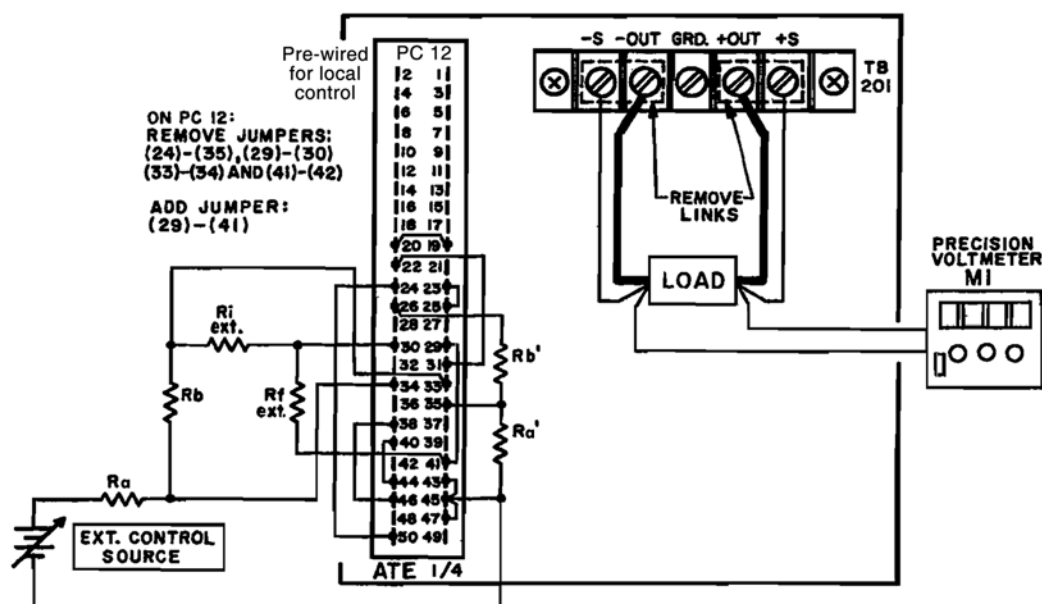 Pre-wired
for local
control
PC 12
2 1
4 3
6 5
8 7
10 9
12 11
14 13
16 15
18 17
20 19
22 21
24 23
26 25
28 27
30 29
32 31
34 33
36 35
38 37
40 39
42 41
44 43
46 45
48 47
50 49
ATE 1/4
ON PC 12:
REMOVE JUMPERS:
(24)-(35),(29)-(30)
(33)-(34) AND (41)-(42)
ADD JUMPER:
(29)-(41)
Ri
ext.
Rb
Rf
ext.
Ra
EXT. CONTROL
SOURCE
Rb'
Ra'
-S -OUT GRD. +OUT +S
TB
201
REMOVE
LINKS
LOAD
PRECISION
VOLTMETER
M1